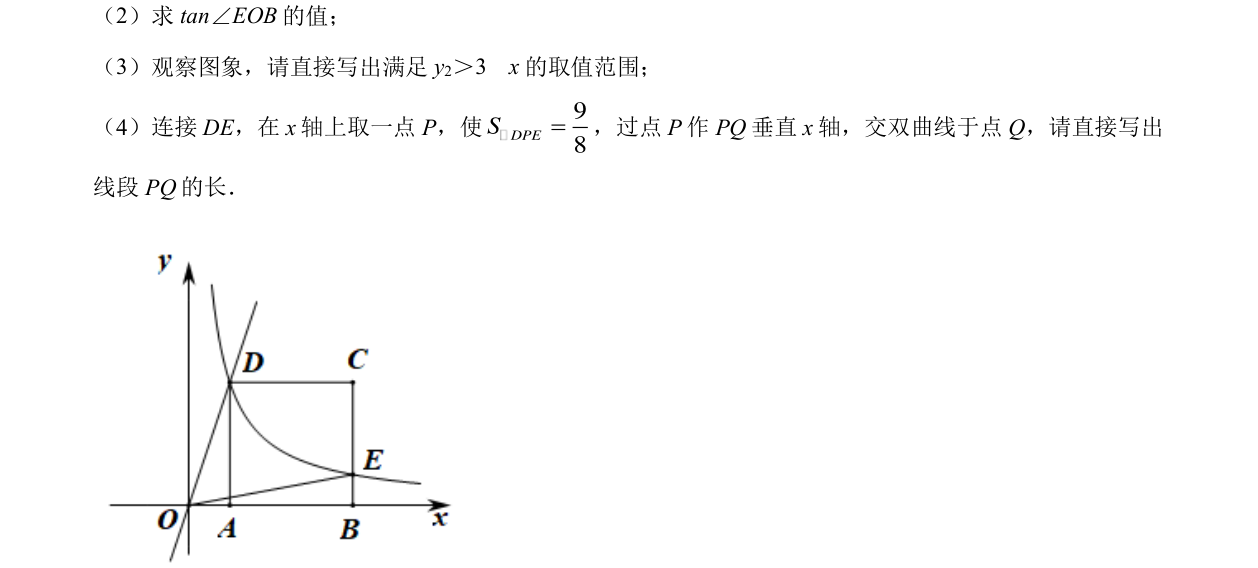 （2）求 tan∠EOB 的值；
（3）观察图象，请直接写出满足 y₂＞3 x 的取值范围；
（4）连接 DE，在 x 轴上取一点 P，使 S□DPE = 9/8，过点 P 作 PQ 垂直 x 轴，交双曲线于点 Q，请直接写出
线段 PQ 的长．
y
D C
E
O A B x